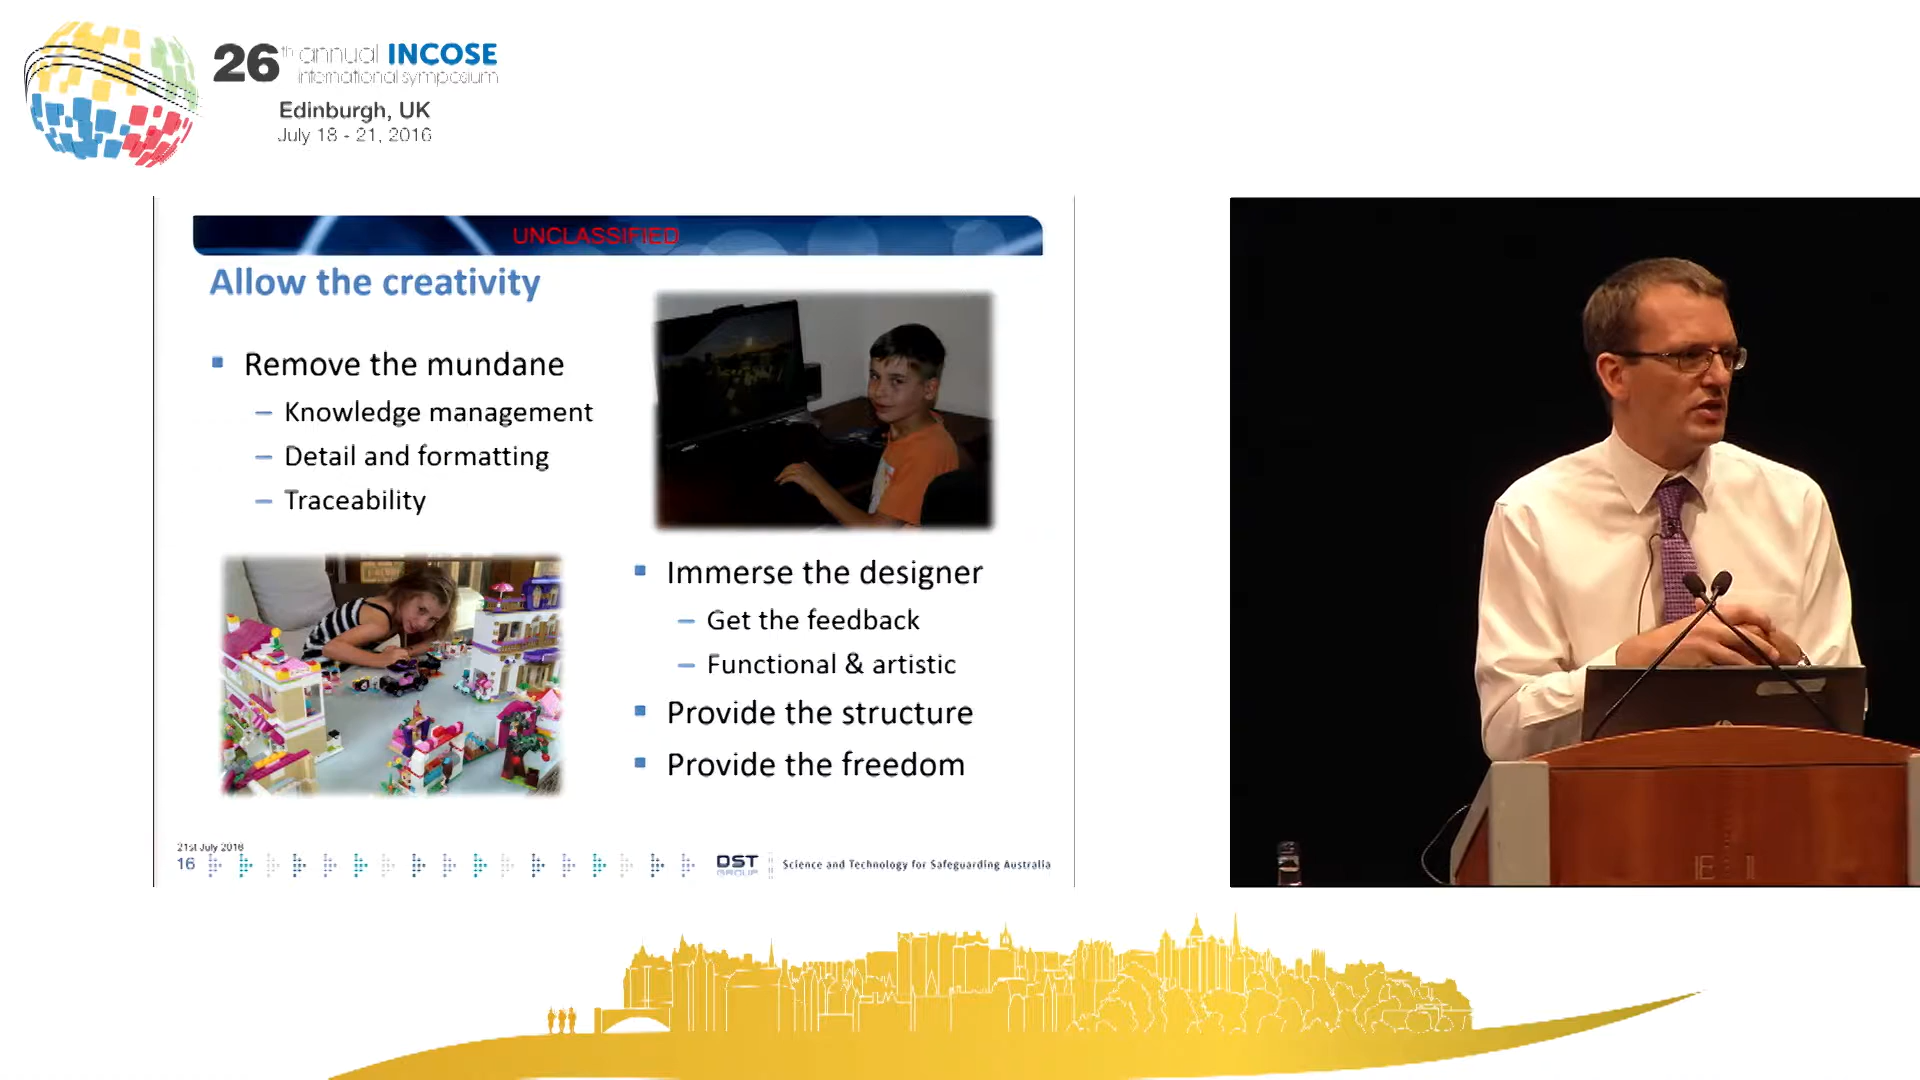 26th annual INCOSE
international symposium
Edinburgh, UK
July 18 - 21, 2016
UNCLASSIFIED
Allow the creativity
Remove the mundane
– Knowledge management
– Detail and formatting
– Traceability
Immerse the designer
– Get the feedback
– Functional & artistic
Provide the structure
Provide the freedom
21st July 2016
16
DST
GROUP
Science and Technology for Safeguarding Australia